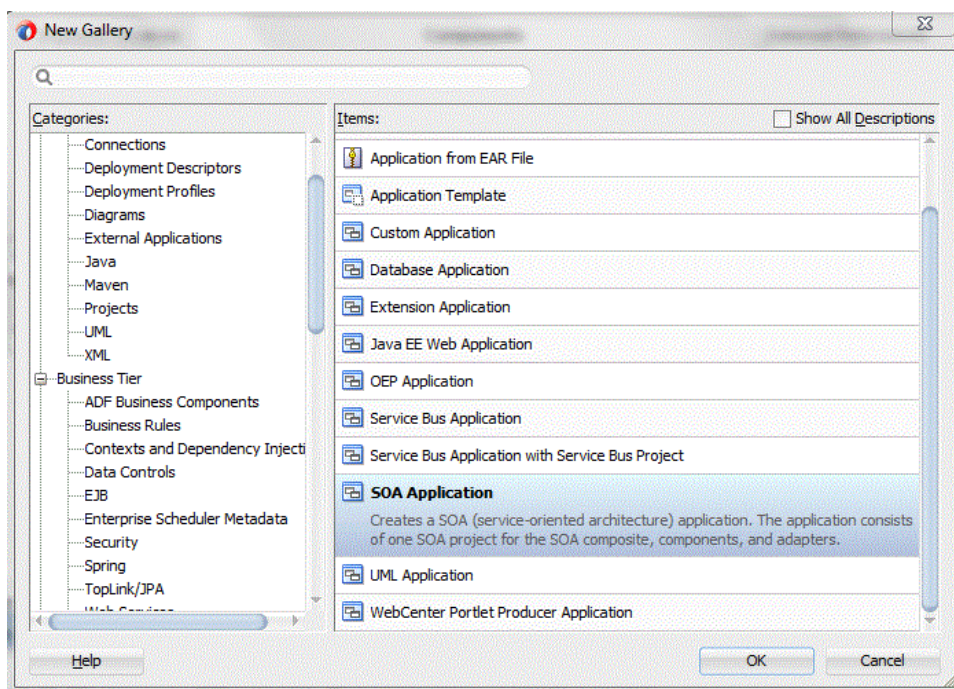 New Gallery
Categories:
Connections
Deployment Descriptors
Deployment Profiles
Diagrams
External Applications
Java
Maven
Projects
UML
XML
Business Tier
ADF Business Components
Business Rules
Contexts and Dependency Injecti
Data Controls
EJB
Enterprise Scheduler Metadata
Security
Spring
TopLink/JPA
Items:
Show All Descriptions
Application from EAR File
Application Template
Custom Application
Database Application
Extension Application
Java EE Web Application
OEP Application
Service Bus Application
Service Bus Application with Service Bus Project
SOA Application
Creates a SOA (service-oriented architecture) application. The application consists
of one SOA project for the SOA composite, components, and adapters.
UML Application
WebCenter Portlet Producer Application
Help
OK
Cancel